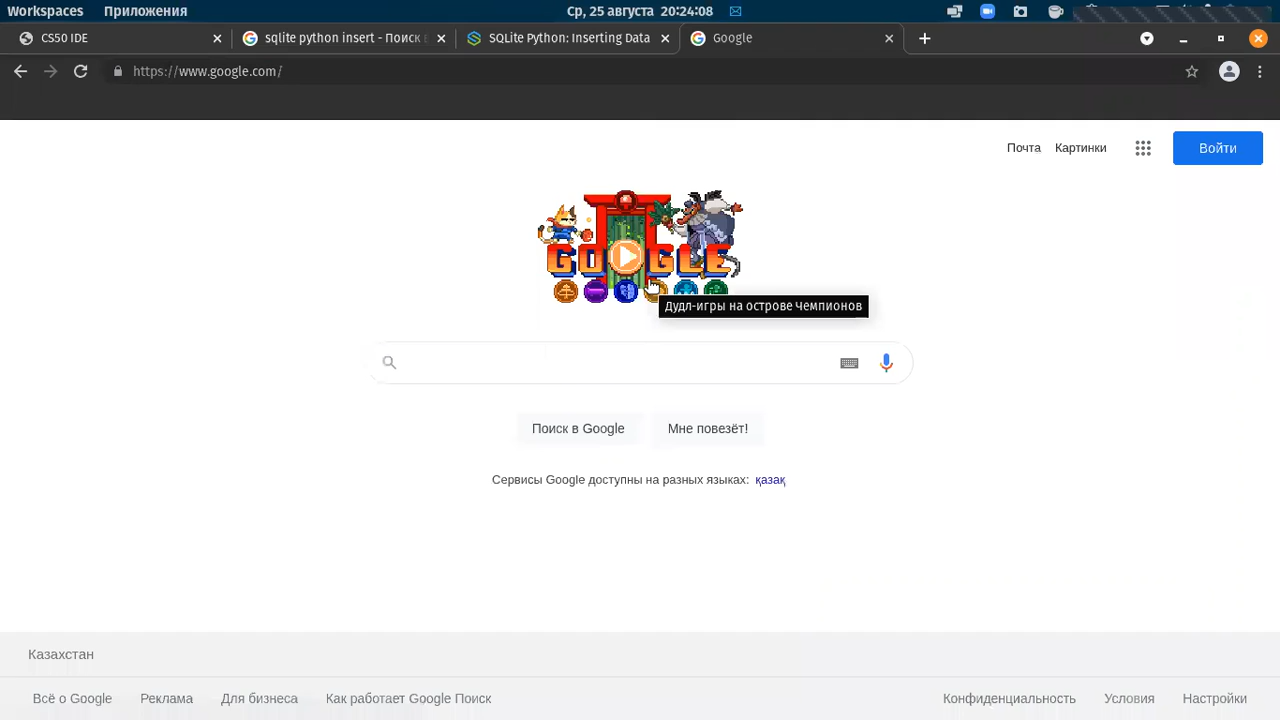 Workspaces Приложения Ср, 25 августа 20:24:08
CS50 IDE sqlite python insert - Поиск в SQLite Python: Inserting Data Google
https://www.google.com/
Почта Картинки Войти
GOOGLE
Дудл-игры на острове Чемпионов
Поиск в Google Мне повезёт!
Сервисы Google доступны на разных языках: қазақ
Казахстан
Всё о Google Реклама Для бизнеса Как работает Google Поиск Конфиденциальность Условия Настройки